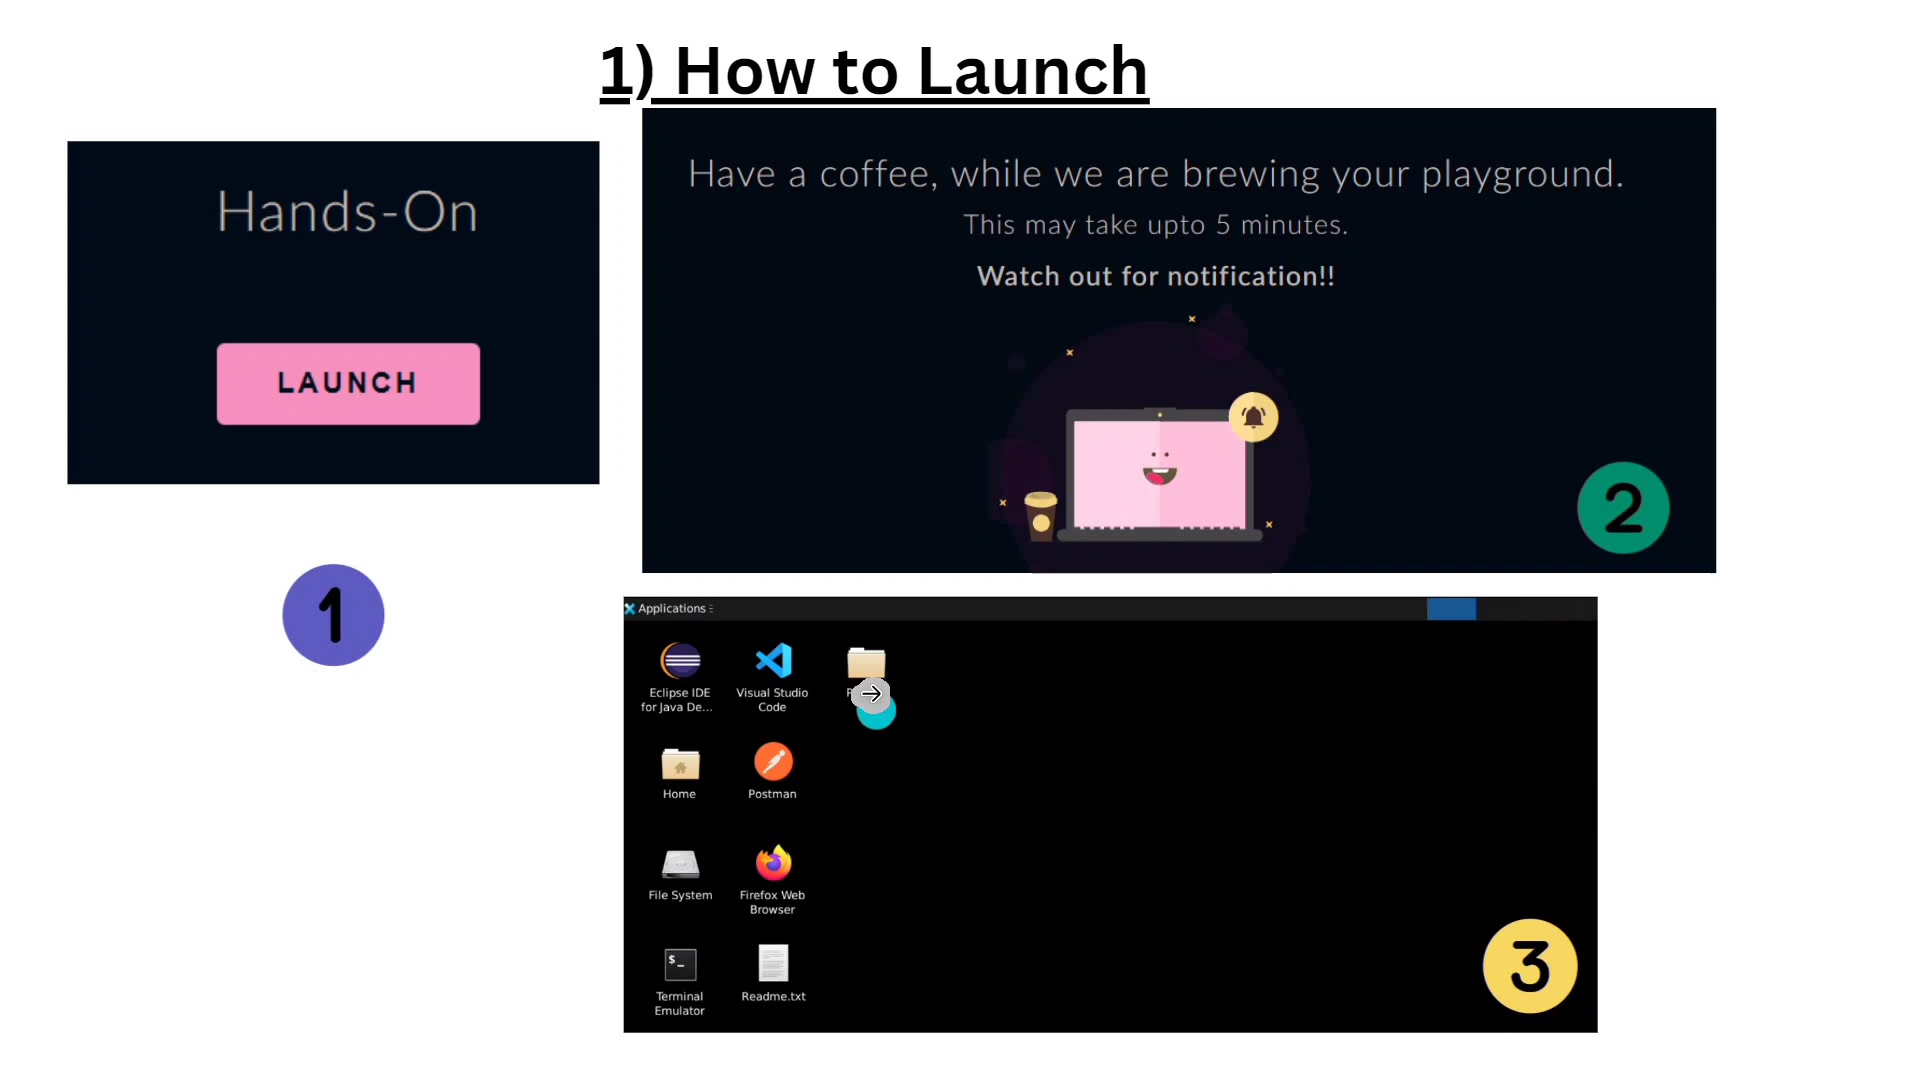 1) How to Launch
Hands-On
LAUNCH
1
Have a coffee, while we are brewing your playground.
This may take upto 5 minutes.
Watch out for notification!!
2
Applications
Eclipse IDE
for Java De...
Visual Studio
Code
Home
Postman
File System
Firefox Web
Browser
$_
Terminal
Emulator
Readme.txt
3